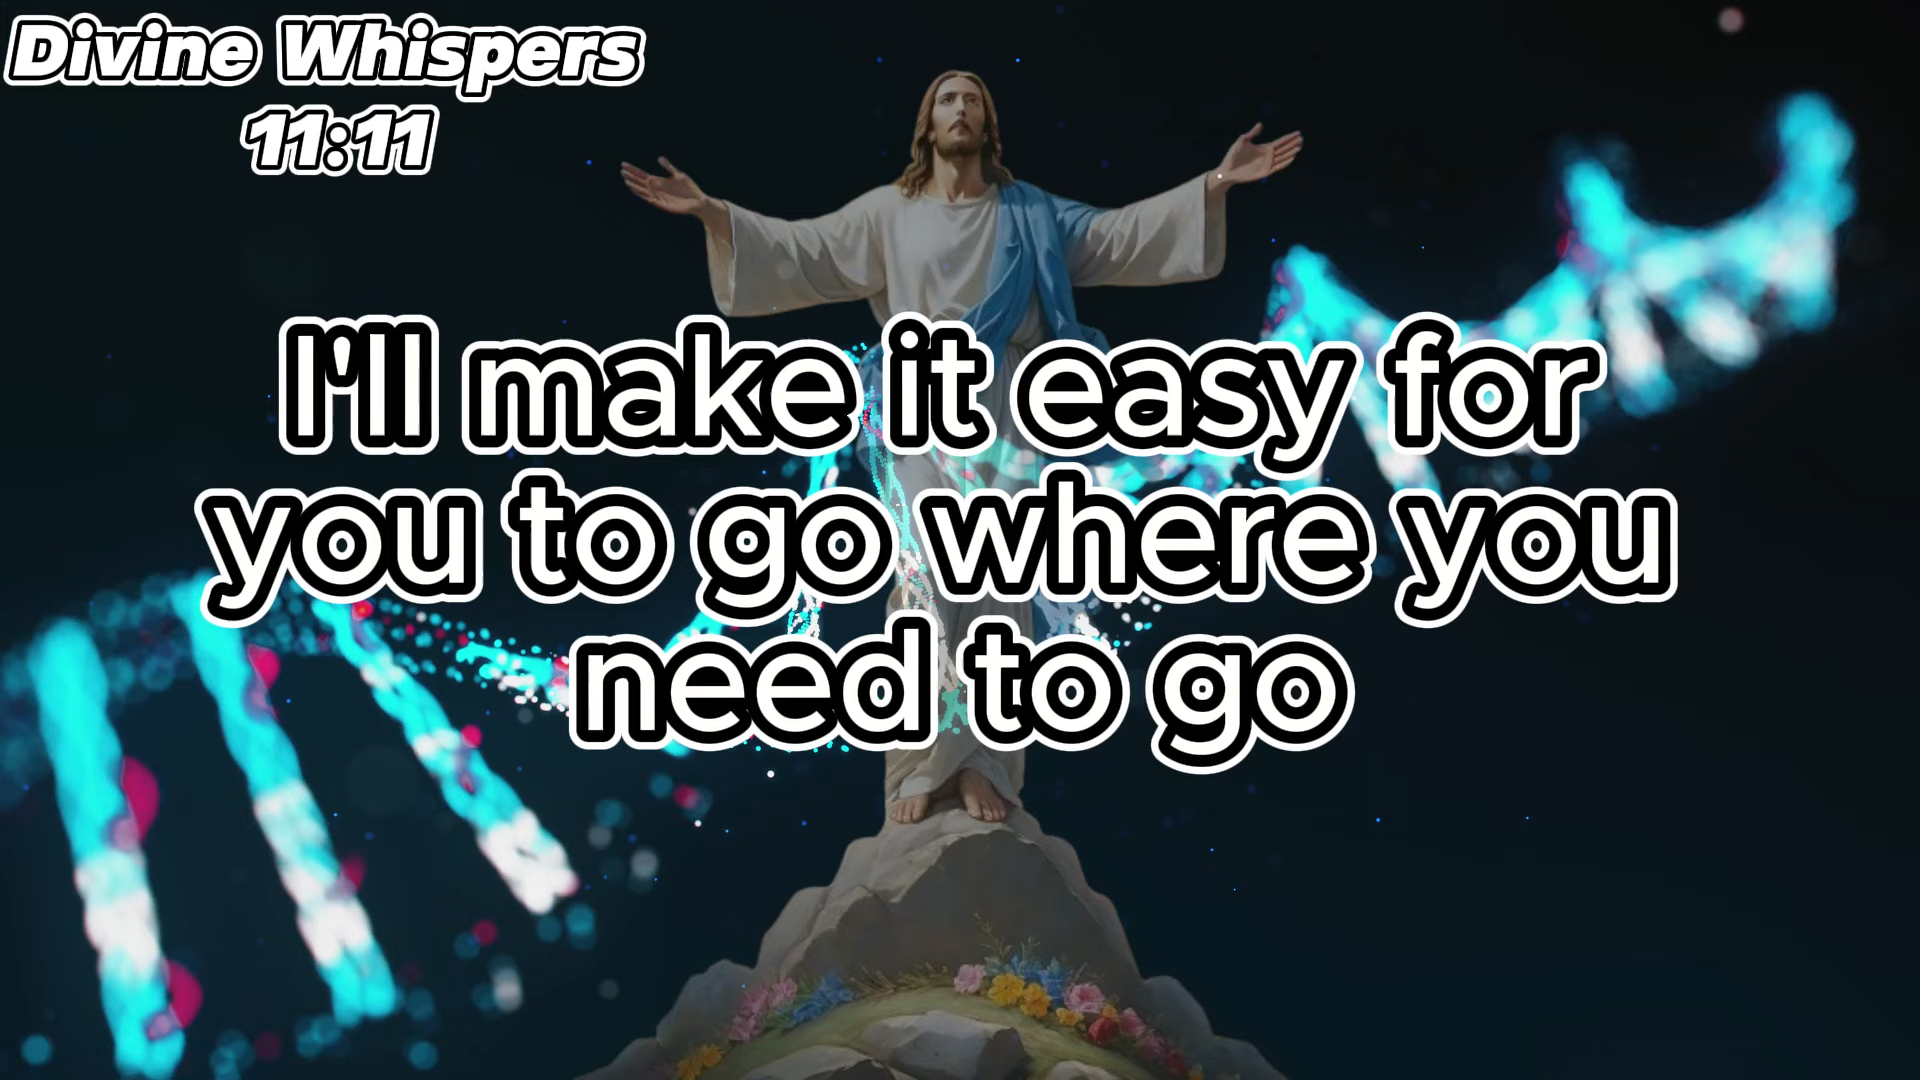 Divine Whispers
11:11
I'll make it easy for
you to go where you
need to go